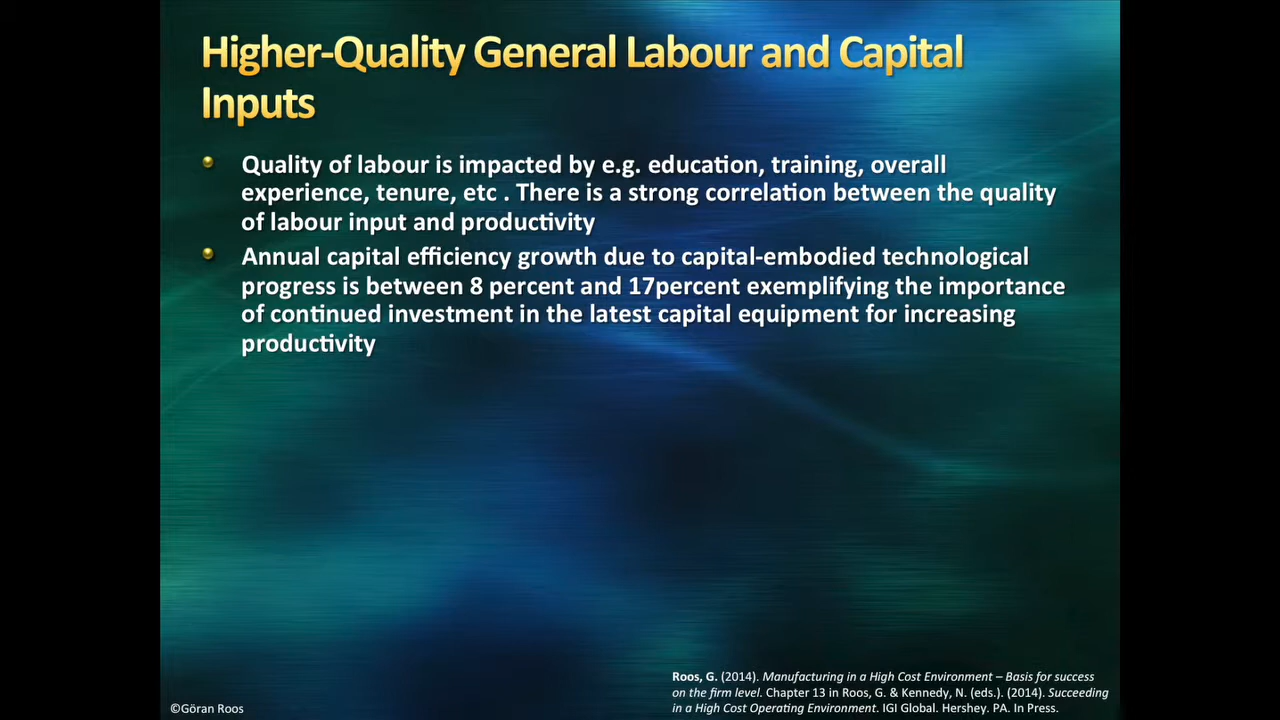 Higher-Quality General Labour and Capital
Inputs
Quality of labour is impacted by e.g. education, training, overall
experience, tenure, etc . There is a strong correlation between the quality
of labour input and productivity
Annual capital efficiency growth due to capital-embodied technological
progress is between 8 percent and 17percent exemplifying the importance
of continued investment in the latest capital equipment for increasing
productivity
Roos, G. (2014). Manufacturing in a High Cost Environment – Basis for success
on the firm level. Chapter 13 in Roos, G. & Kennedy, N. (eds.). (2014). Succeeding
in a High Cost Operating Environment. IGI Global. Hershey. PA. In Press.
©Göran Roos